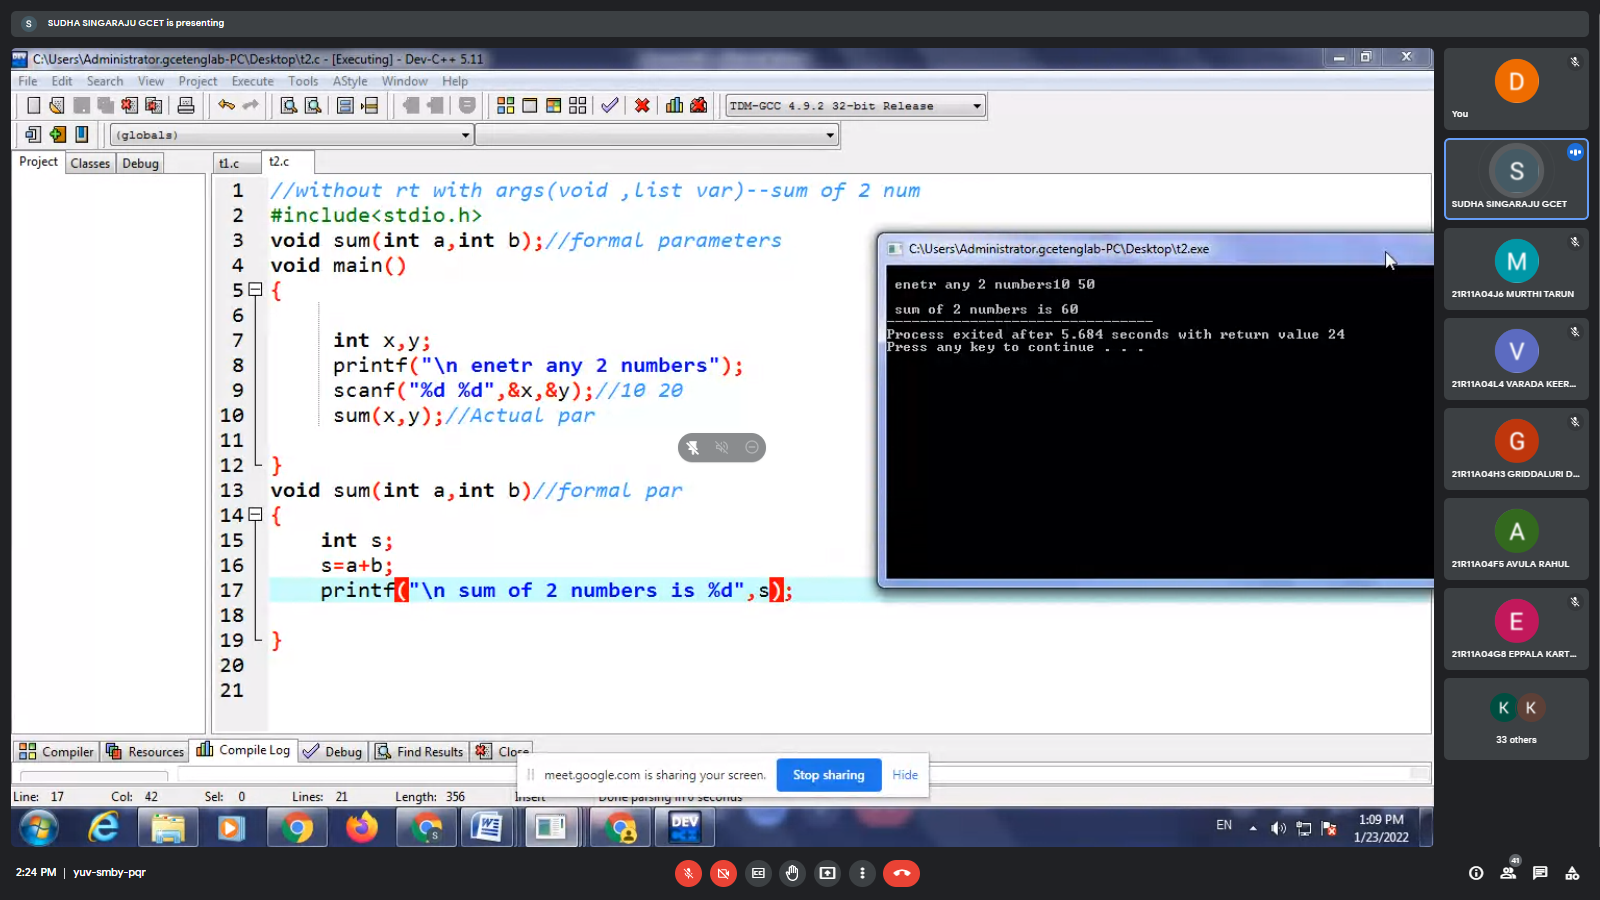 S SUDHA SINGARAJU GCET is presenting
C:\Users\Administrator.gcetenglab-PC\Desktop\t2.c - [Executing] - Dev-C++ 5.11
File Edit Search View Project Execute Tools AStyle Window Help
TDM-GCC 4.9.2 32-bit Release
(globals)
Project Classes Debug t1.c t2.c
1 //without rt with args(void ,list var)--sum of 2 num
2 #include<stdio.h>
3 void sum(int a,int b);//formal parameters
4 void main()
5 {
6
7 int x,y;
8 printf("\n enetr any 2 numbers");
9 scanf("%d %d",&x,&y);//10 20
10 sum(x,y);//Actual par
11
12 }
13 void sum(int a,int b)//formal par
14 {
15 int s;
16 s=a+b;
17 printf("\n sum of 2 numbers is %d",s);
18
19 }
20
21
C:\Users\Administrator.gcetenglab-PC\Desktop\t2.exe
enetr any 2 numbers10 50
sum of 2 numbers is 60
--------------------------------
Process exited after 5.684 seconds with return value 24
Press any key to continue . . .
Compiler Resources Compile Log Debug Find Results Close
meet.google.com is sharing your screen. Stop sharing Hide
Line: 17 Col: 42 Sel: 0 Lines: 21 Length: 356 Insert Done parsing in 0 seconds
DEV
S
DEV
EN
1:09 PM
1/23/2022
D
You
S
SUDHA SINGARAJU GCET
M
21R11A04J6 MURTHI TARUN
V
21R11A04L4 VARADA KEER...
G
21R11A04H3 GRIDDALURI D...
A
21R11A04F5 AVULA RAHUL
E
21R11A04G8 EPPALA KART...
K K
33 others
2:24 PM | yuv-smby-pqr
41